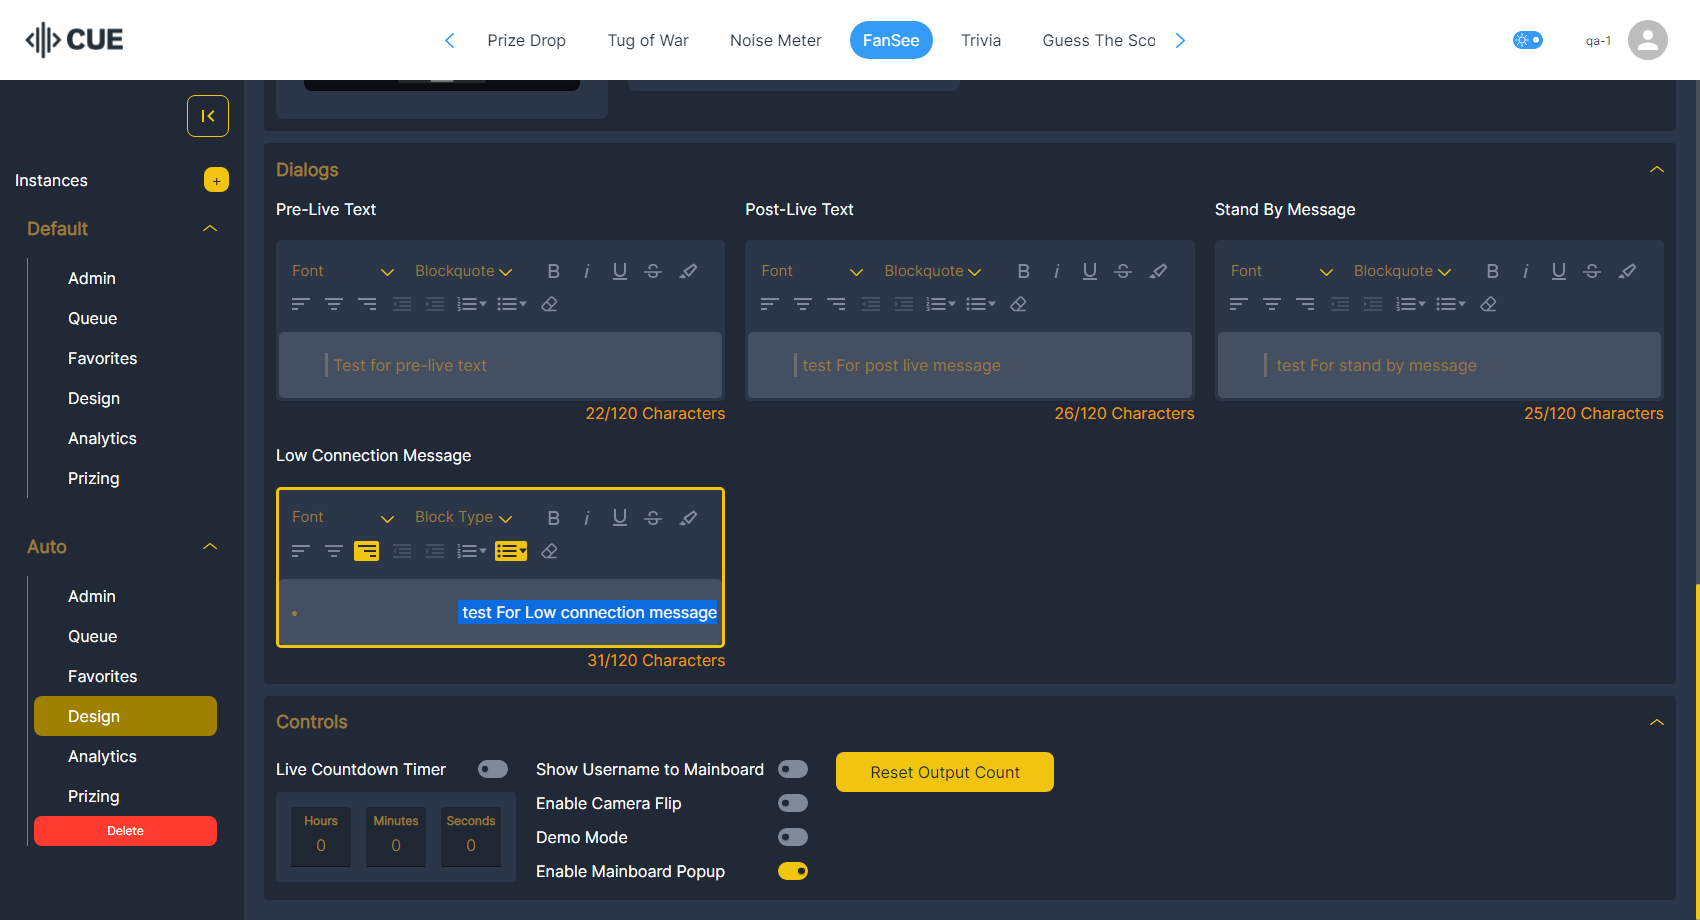 CUE
Prize Drop
Tug of War
Noise Meter
FanSee
Trivia
Guess The Sco
qa-1
Instances
+
Default
Admin
Queue
Favorites
Design
Analytics
Prizing
Auto
Admin
Queue
Favorites
Design
Analytics
Prizing
Delete
Dialogs
Pre-Live Text
Font
Blockquote
B
i
U
S
Test for pre-live text
22/120 Characters
Post-Live Text
Font
Blockquote
B
i
U
S
test For post live message
26/120 Characters
Stand By Message
Font
Blockquote
B
i
U
S
test For stand by message
25/120 Characters
Low Connection Message
Font
Block Type
B
i
U
S
• test For Low connection message
31/120 Characters
Controls
Live Countdown Timer
Hours
Minutes
Seconds
0
0
0
Show Username to Mainboard
Enable Camera Flip
Demo Mode
Enable Mainboard Popup
Reset Output Count